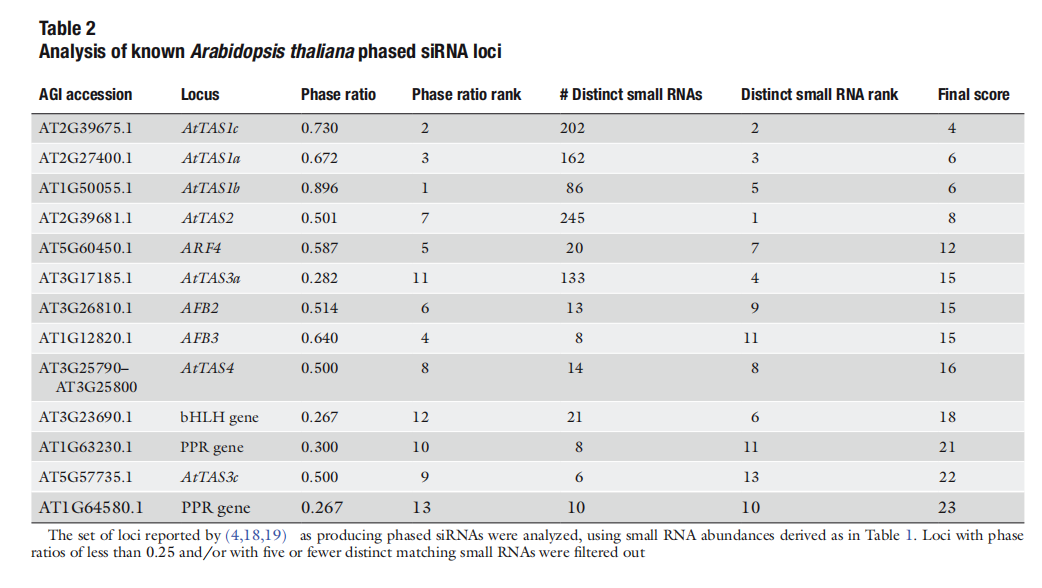 Table 2
Analysis of known Arabidopsis thaliana phased siRNA loci
AGI accession Locus Phase ratio Phase ratio rank # Distinct small RNAs Distinct small RNA rank Final score
AT2G39675.1 AtTAS1c 0.730 2 202 2 4
AT2G27400.1 AtTAS1a 0.672 3 162 3 6
AT1G50055.1 AtTAS1b 0.896 1 86 5 6
AT2G39681.1 AtTAS2 0.501 7 245 1 8
AT5G60450.1 ARF4 0.587 5 20 7 12
AT3G17185.1 AtTAS3a 0.282 11 133 4 15
AT3G26810.1 AFB2 0.514 6 13 9 15
AT1G12820.1 AFB3 0.640 4 8 11 15
AT3G25790– AtTAS4 0.500 8 14 8 16
AT3G25800
AT3G23690.1 bHLH gene 0.267 12 21 6 18
AT1G63230.1 PPR gene 0.300 10 8 11 21
AT5G57735.1 AtTAS3c 0.500 9 6 13 22
AT1G64580.1 PPR gene 0.267 13 10 10 23
The set of loci reported by (4,18,19) as producing phased siRNAs were analyzed, using small RNA abundances derived as in Table 1. Loci with phase
ratios of less than 0.25 and/or with five or fewer distinct matching small RNAs were filtered out